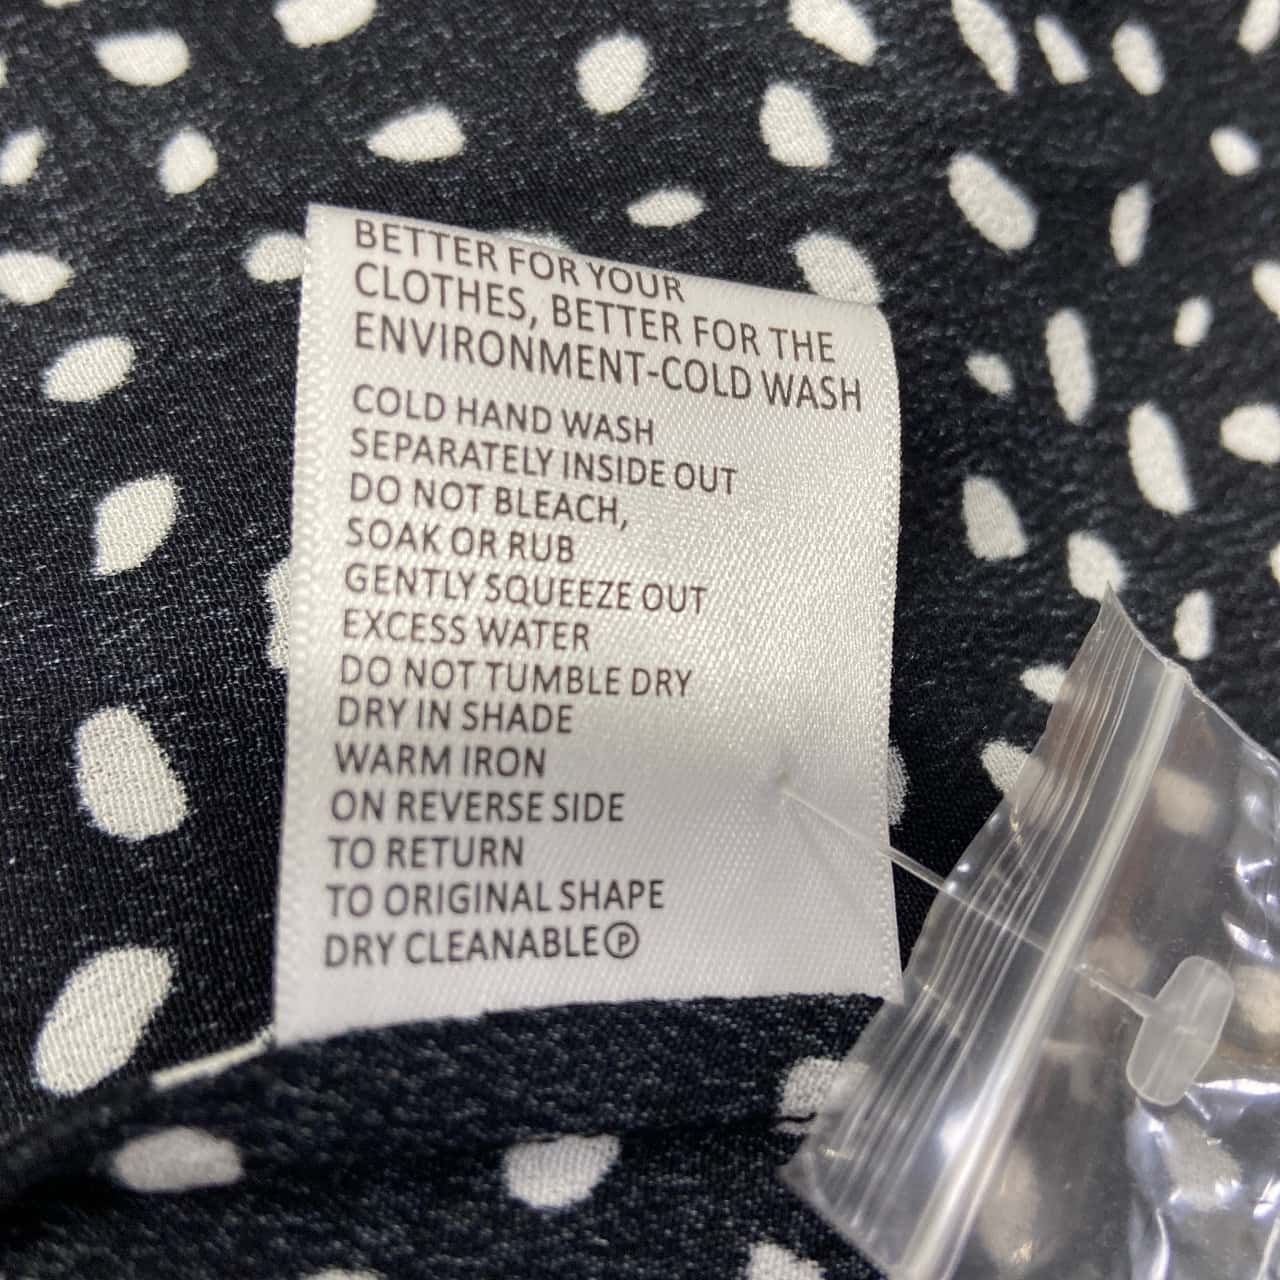 BETTER FOR YOUR
CLOTHES, BETTER FOR THE
ENVIRONMENT-COLD WASH
COLD HAND WASH
SEPARATELY INSIDE OUT
DO NOT BLEACH,
SOAK OR RUB
GENTLY SQUEEZE OUT
EXCESS WATER
DO NOT TUMBLE DRY
DRY IN SHADE
WARM IRON
ON REVERSE SIDE
TO RETURN
TO ORIGINAL SHAPE
DRY CLEANABLE Ⓟ